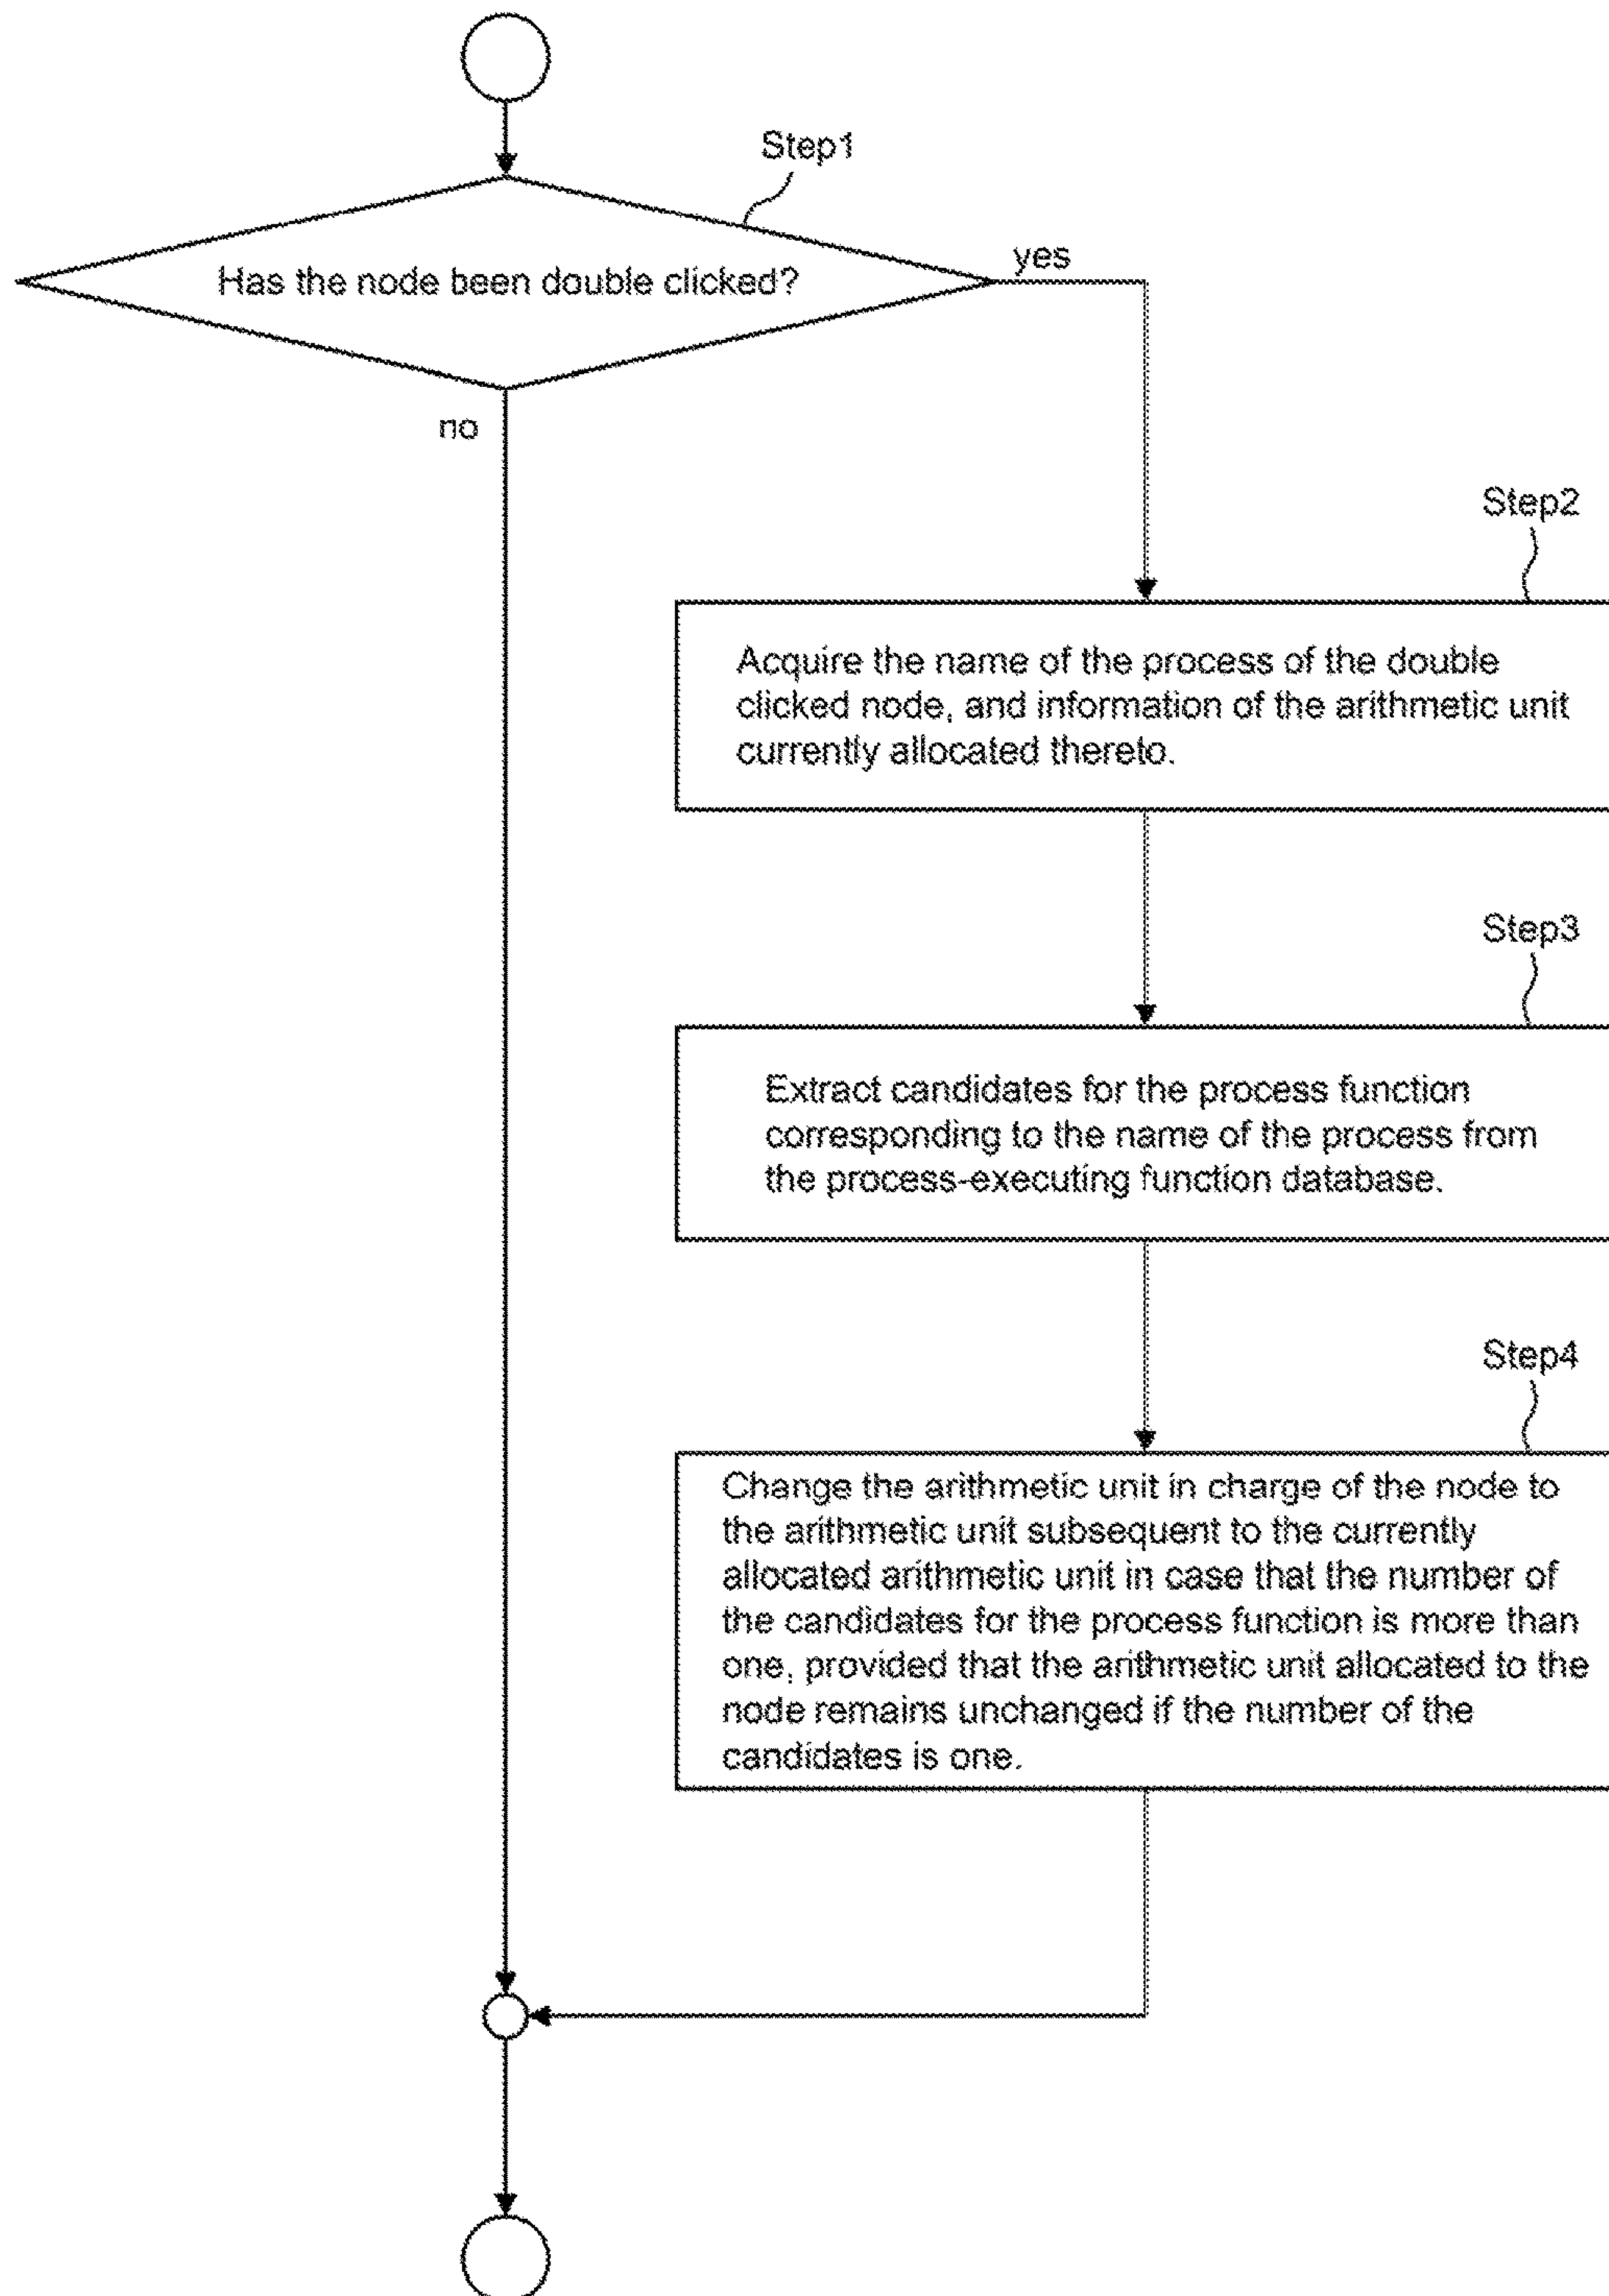 Step1
Has the node been double clicked?
yes
no
Step2
Acquire the name of the process of the double
clicked node, and information of the arithmetic unit
currently allocated thereto.
Step3
Extract candidates for the process function
corresponding to the name of the process from
the process-executing function database.
Step4
Change the arithmetic unit in charge of the node to
the arithmetic unit subsequent to the currently
allocated arithmetic unit in case that the number of
the candidates for the process function is more than
one, provided that the arithmetic unit allocated to the
node remains unchanged if the number of the
candidates is one.